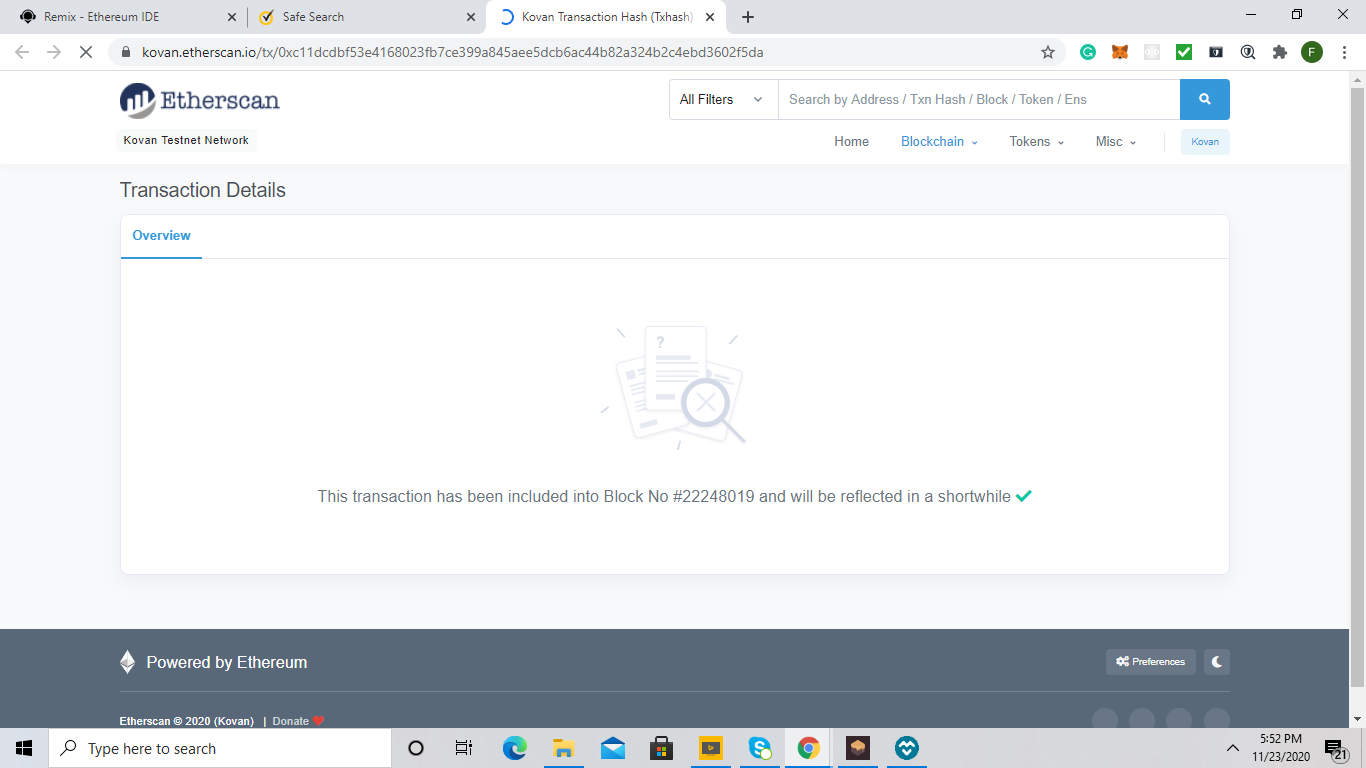 Remix - Ethereum IDE
Safe Search
Kovan Transaction Hash (Txhash)
kovan.etherscan.io/tx/0xc11dcdbf53e4168023fb7ce399a845aee5dcb6ac44b82a324b2c4ebd3602f5da
F
Etherscan
All Filters
Search by Address / Txn Hash / Block / Token / Ens
Kovan Testnet Network
Home
Blockchain
Tokens
Misc
Kovan
Transaction Details
Overview
?
This transaction has been included into Block No #22248019 and will be reflected in a shortwhile
Powered by Ethereum
Preferences
Etherscan © 2020 (Kovan) | Donate
Type here to search
5:52 PM
11/23/2020
21